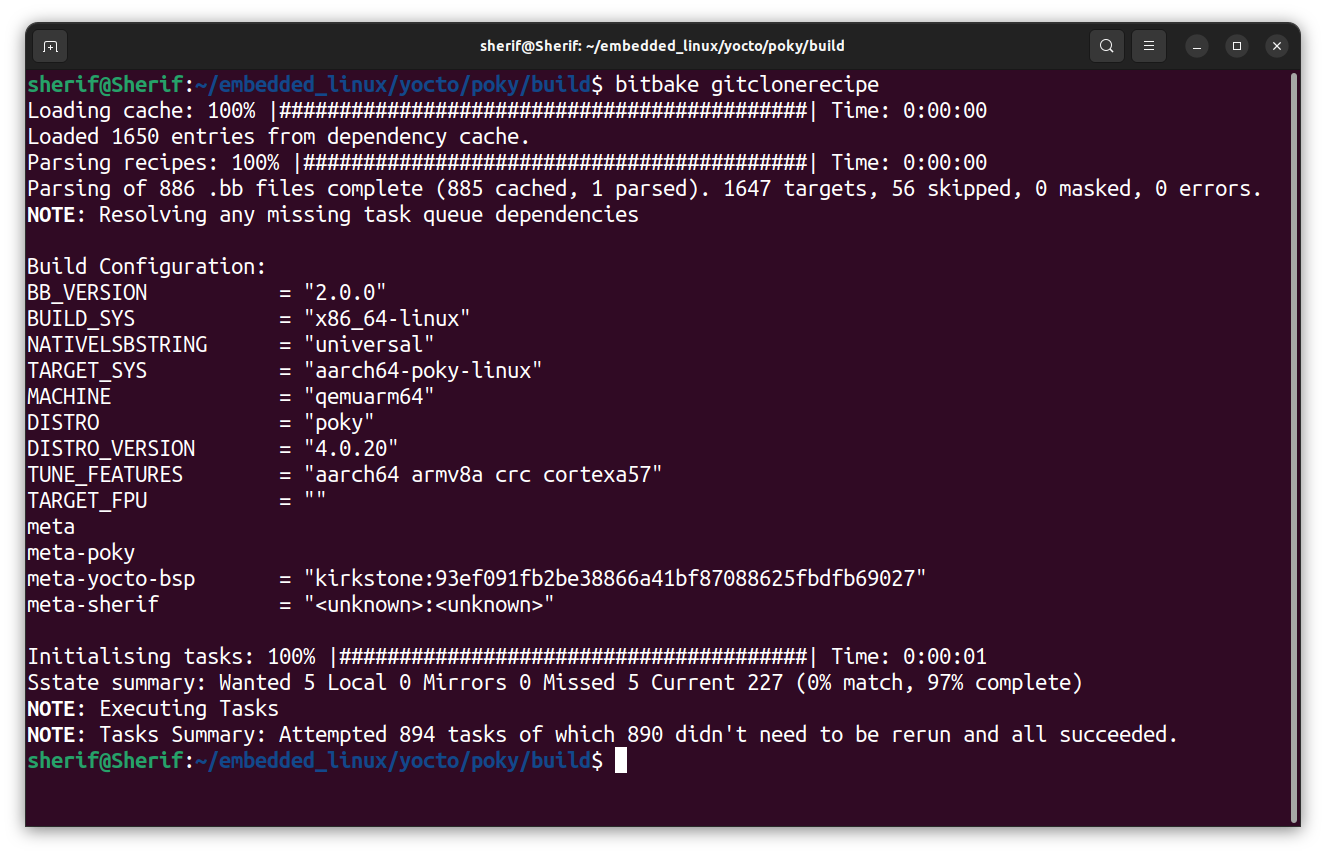 sherif@Sherif: ~/embedded_linux/yocto/poky/build
sherif@Sherif:~/embedded_linux/yocto/poky/build$ bitbake gitclonerecipe
Loading cache: 100% |############################################| Time: 0:00:00
Loaded 1650 entries from dependency cache.
Parsing recipes: 100% |##########################################| Time: 0:00:00
Parsing of 886 .bb files complete (885 cached, 1 parsed). 1647 targets, 56 skipped, 0 masked, 0 errors.
NOTE: Resolving any missing task queue dependencies

Build Configuration:
BB_VERSION           = "2.0.0"
BUILD_SYS            = "x86_64-linux"
NATIVELSBSTRING      = "universal"
TARGET_SYS           = "aarch64-poky-linux"
MACHINE              = "qemuarm64"
DISTRO               = "poky"
DISTRO_VERSION       = "4.0.20"
TUNE_FEATURES        = "aarch64 armv8a crc cortexa57"
TARGET_FPU           = ""
meta
meta-poky
meta-yocto-bsp       = "kirkstone:93ef091fb2be38866a41bf87088625fbdfb69027"
meta-sherif          = "<unknown>:<unknown>"

Initialising tasks: 100% |#######################################| Time: 0:00:01
Sstate summary: Wanted 5 Local 0 Mirrors 0 Missed 5 Current 227 (0% match, 97% complete)
NOTE: Executing Tasks
NOTE: Tasks Summary: Attempted 894 tasks of which 890 didn't need to be rerun and all succeeded.
sherif@Sherif:~/embedded_linux/yocto/poky/build$